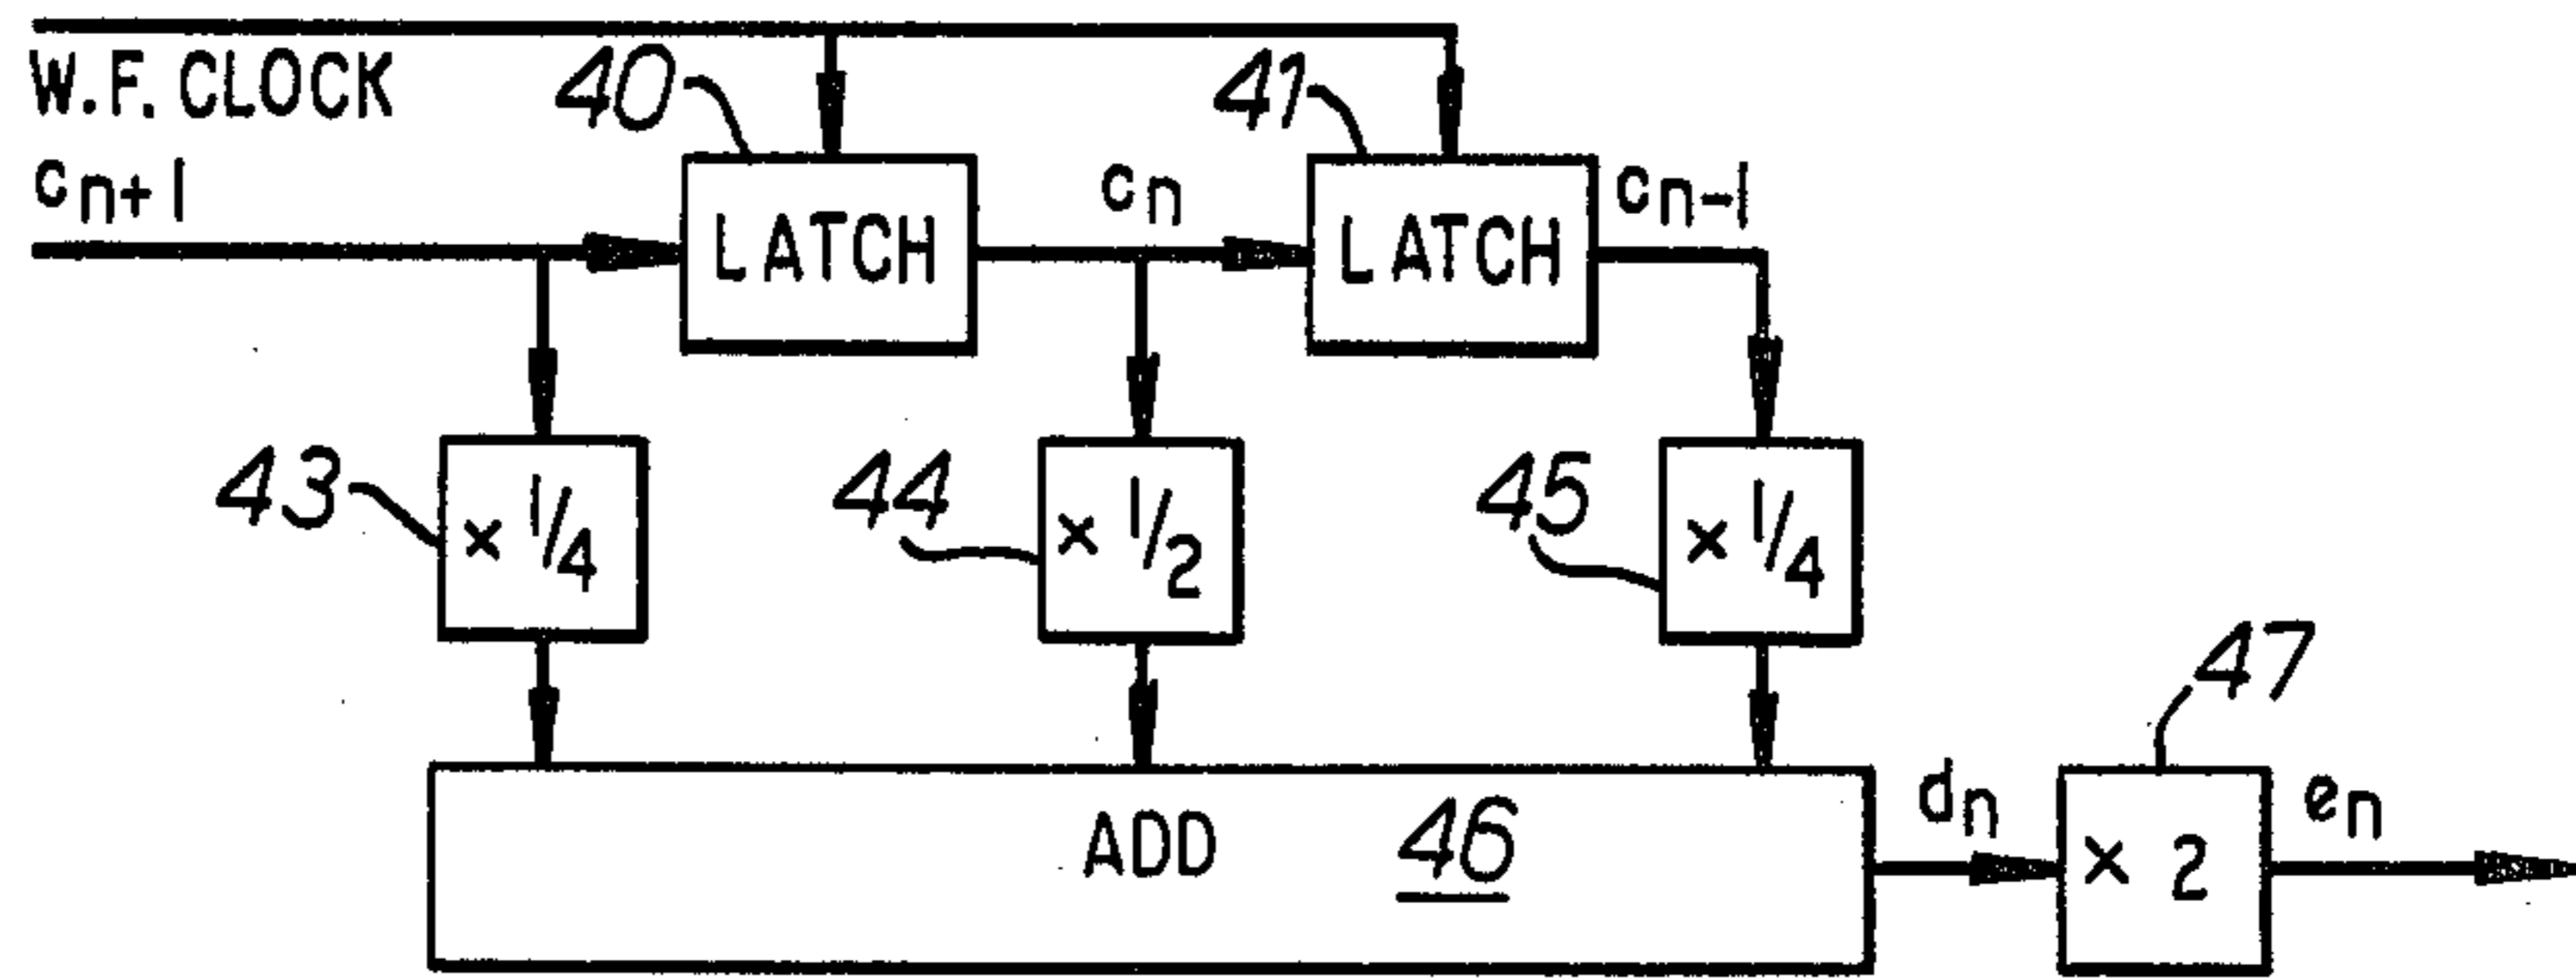 W.F. CLOCK
40
41
cn+1
cn
cn-1
LATCH
LATCH
43
× 1/4
44
× 1/2
45
× 1/4
47
ADD 46
dn
× 2
en